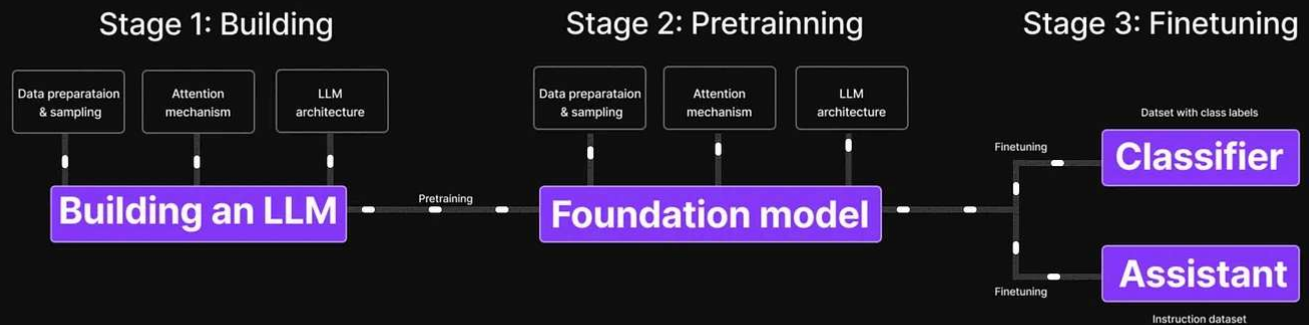 Stage 1: Building
Stage 2: Pretrainning
Stage 3: Finetuning
Data preparataion
& sampling
Attention
mechanism
LLM
architecture
Data preparataion
& sampling
Attention
mechanism
LLM
architecture
Building an LLM
Pretraining
Foundation model
Finetuning
Datset with class labels
Classifier
Finetuning
Assistant
Instruction dataset